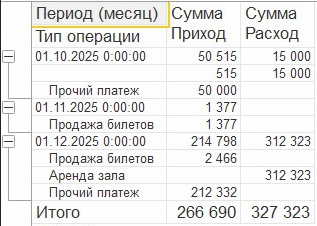 Период (месяц) Сумма Сумма
Тип операции Приход Расход
01.10.2025 0:00:00 50 515 15 000
515 15 000
Прочий платеж 50 000
01.11.2025 0:00:00 1 377
Продажа билетов 1 377
01.12.2025 0:00:00 214 798 312 323
Продажа билетов 2 466
Аренда зала 312 323
Прочий платеж 212 332
Итого 266 690 327 323